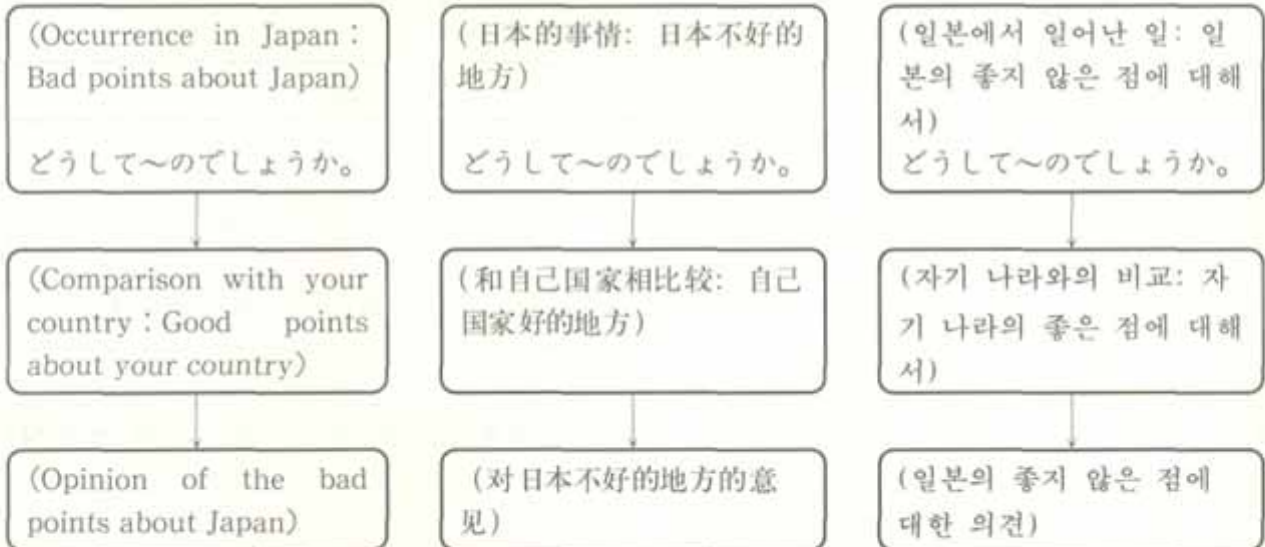 (Occurrence in Japan：
Bad points about Japan)
どうして～のでしょうか。
(Comparison with your
country：Good points
about your country)
(Opinion of the bad
points about Japan)
(日本的事情: 日本不好的
地方)
どうして～のでしょうか。
(和自己国家相比较: 自己
国家好的地方)
(对日本不好的地方的意
见)
(일본에서 일어난 일: 일
본의 좋지 않은 점에 대해
서)
どうして～のでしょうか。
(자기 나라와의 비교: 자
기 나라의 좋은 점에 대해
서)
(일본의 좋지 않은 점에
대한 의견)